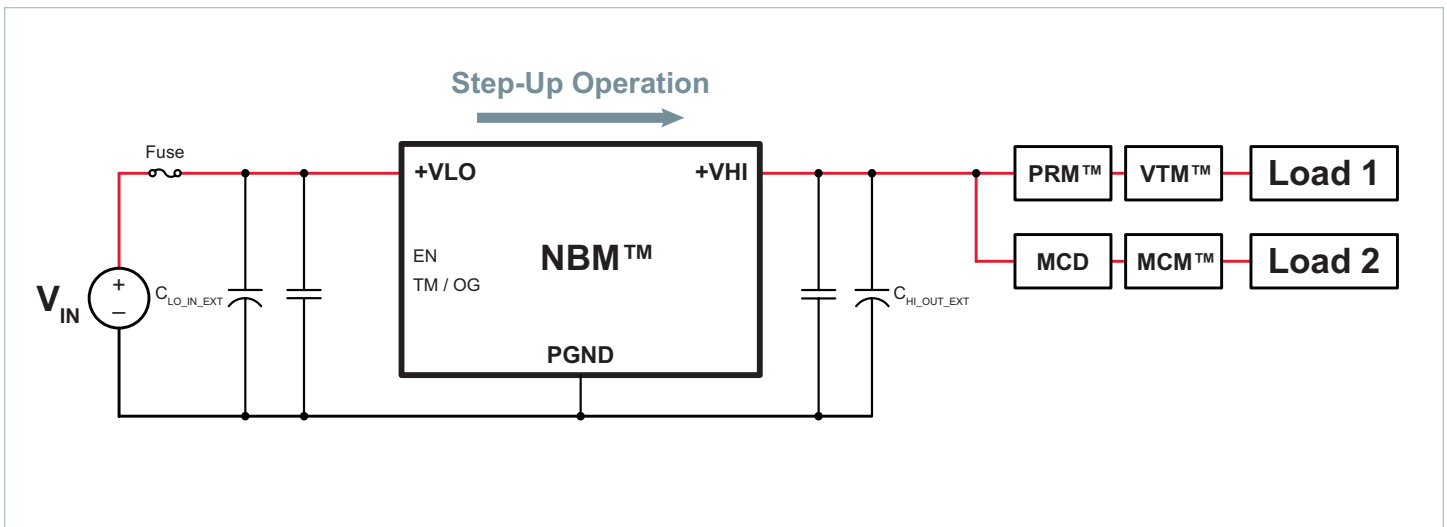 Step-Up Operation
Fuse
+VLO
+VHI
PRM™
VTM™
Load 1
EN
NBM™
TM / OG
MCD
MCM™
Load 2
+
−
V_IN
C_LO_IN_EXT
C_HI_OUT_EXT
PGND